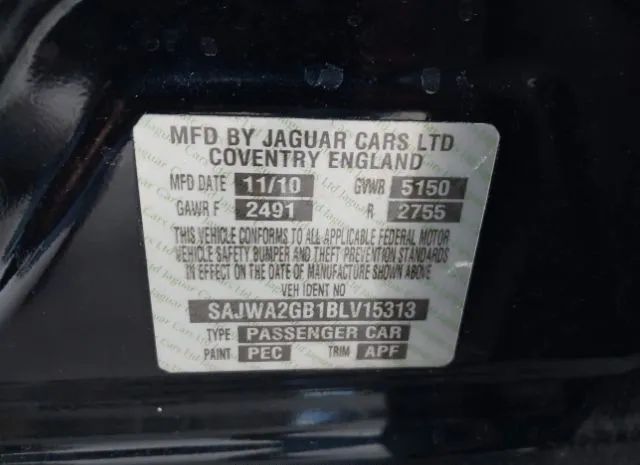 MFD BY JAGUAR CARS LTD
COVENTRY ENGLAND
MFD DATE 11/10 GVWR 5150
GAWR F 2491 R 2755
THIS VEHICLE CONFORMS TO ALL APPLICABLE FEDERAL MOTOR
VEHICLE SAFETY BUMPER AND THEFT PREVENTION STANDARDS
IN EFFECT ON THE DATE OF MANUFACTURE SHOWN ABOVE
VEH IDENT NO
SAJWA2GB1BLV15313
TYPE PASSENGER CAR
PAINT PEC TRIM APF